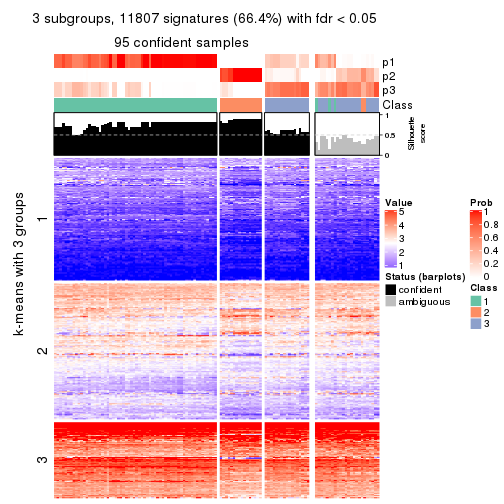 3 subgroups, 11807 signatures (66.4%) with fdr < 0.05
95 confident samples
p1
p2
p3
Class
1
0.5
0
Silhouette
score
k-means with 3 groups
1
2
3
Value
5
4
3
2
1
Prob
1
0.8
0.6
0.4
0.2
0
Status (barplots)
confident
ambiguous
Class
1
2
3